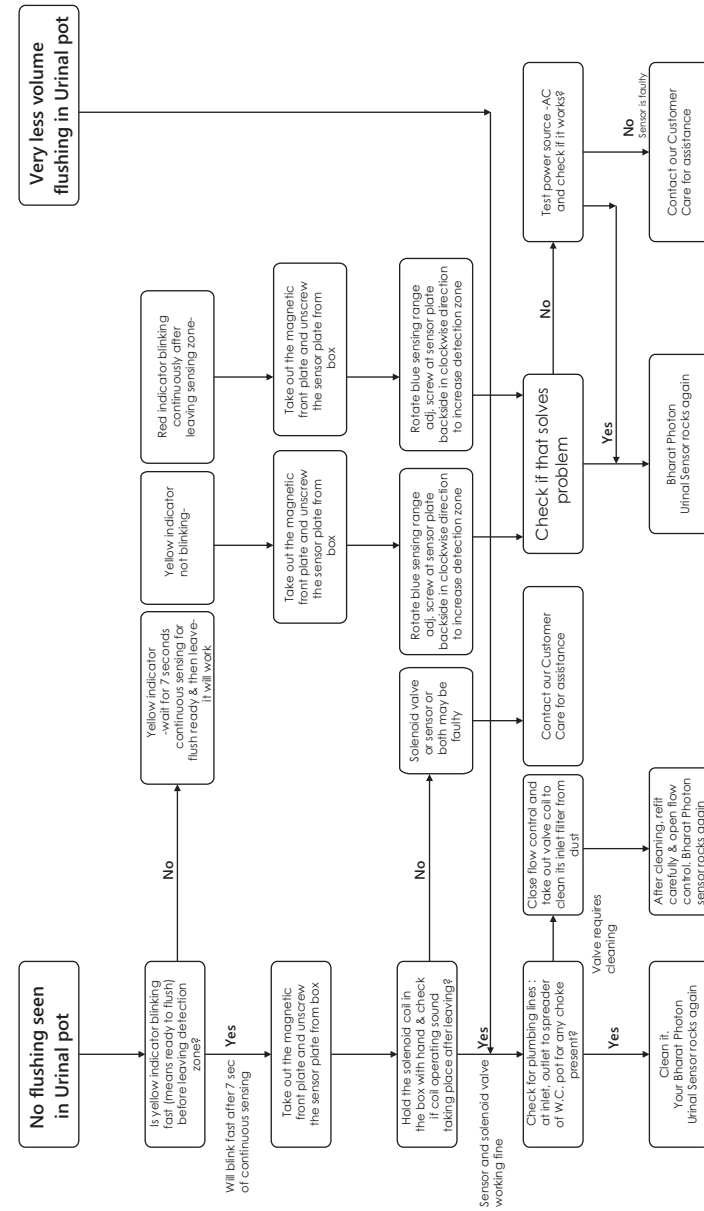 No flushing seen
in Urinal pot
Is yellow indicator blinking
fast (means ready to flush)
before leaving detection
zone?
No
Yellow indicator
-wait for 7 seconds
continuous sensing for
flush ready & then leave-
it will work
Yellow indicator
not blinking-
Red indicator blinking
continuously after
leaving sensing zone-
Very less volume
flushing in Urinal pot
Will blink fast after 7 sec
of continuous sensing
Yes
Take out the magnetic
front plate and unscrew
the sensor plate from box
Take out the magnetic
front plate and unscrew
the sensor plate from
box
Take out the magnetic
front plate and unscrew
the sensor plate from
box
Hold the solenoid coil in
the box with hand & check
if coil operating sound
taking place after leaving?
No
Solenoid valve
or sensor or
both may be
faulty
Rotate blue sensing range
adj. screw at sensor plate
backside in clockwise direction
to increase detection zone
Rotate blue sensing range
adj. screw at sensor plate
backside in clockwise direction
to increase detection zone
Sensor and solenoid valve
working fine
Yes
Check for plumbing lines :
at inlet, outlet to spreader
of W.C. pot for any choke
present?
Valve requires
cleaning
Close flow control and
take out valve coil to
clean its inlet filter from
dust
Contact our Customer
Care for assistance
Check if that solves
problem
No
Test power source -AC
and check if it works?
Yes
Clean it.
Your Bharat Photon
Urinal Sensor rocks again
After cleaning, refit
carefully & open flow
control. Bharat Photon
sensor rocks again
Yes
Bharat Photon
Urinal Sensor rocks again
No
Sensor is faulty
Contact our Customer
Care for assistance